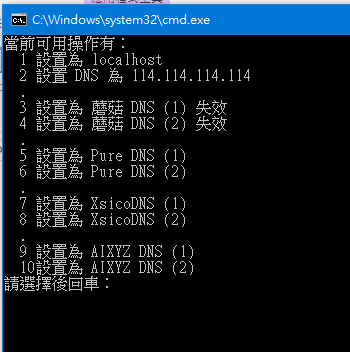 C:\Windows\system32\cmd.exe
當前可用操作有：
1 設置為 localhost
2 設置 DNS 為 114.114.114.114
.
3 設置為 蘑菇 DNS (1) 失效
4 設置為 蘑菇 DNS (2) 失效
.
5 設置為 Pure DNS (1)
6 設置為 Pure DNS (2)
.
7 設置為 XsicoDNS (1)
8 設置為 XsicoDNS (2)
.
9 設置為 AIXYZ DNS (1)
10設置為 AIXYZ DNS (2)
請選擇後回車：